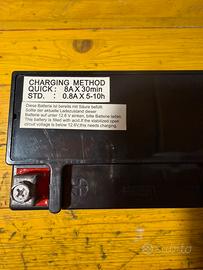 CHARGING METHOD
QUICK: 8A X 30min
STD. : 0.8A X 5-10h
Diese Batterie ist bereits mit Säure befüllt.
Sollte der aktuelle Ladezustand dieser
Batterie auf unter 12.6 V sinken, bitte Batterie laden.
This battery is filled with acid. If the stabilized open
circuit voltage is below 12.6V, this needs charging.
subito